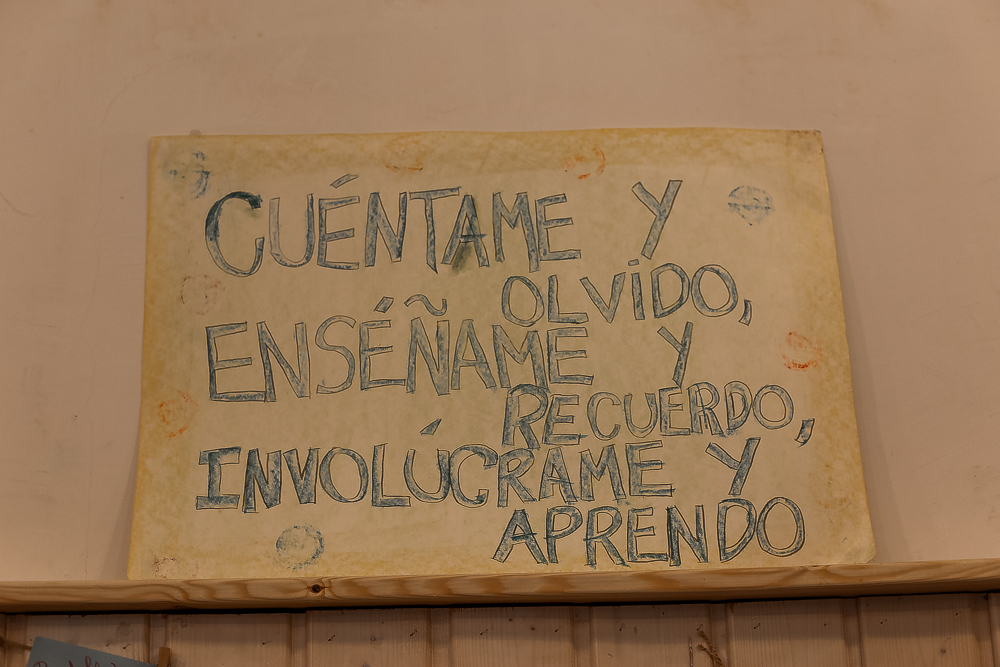 CUÉNTAME Y
OLVIDO,
ENSÉÑAME Y
RECUERDO,
INVOLÚCRAME Y
APRENDO